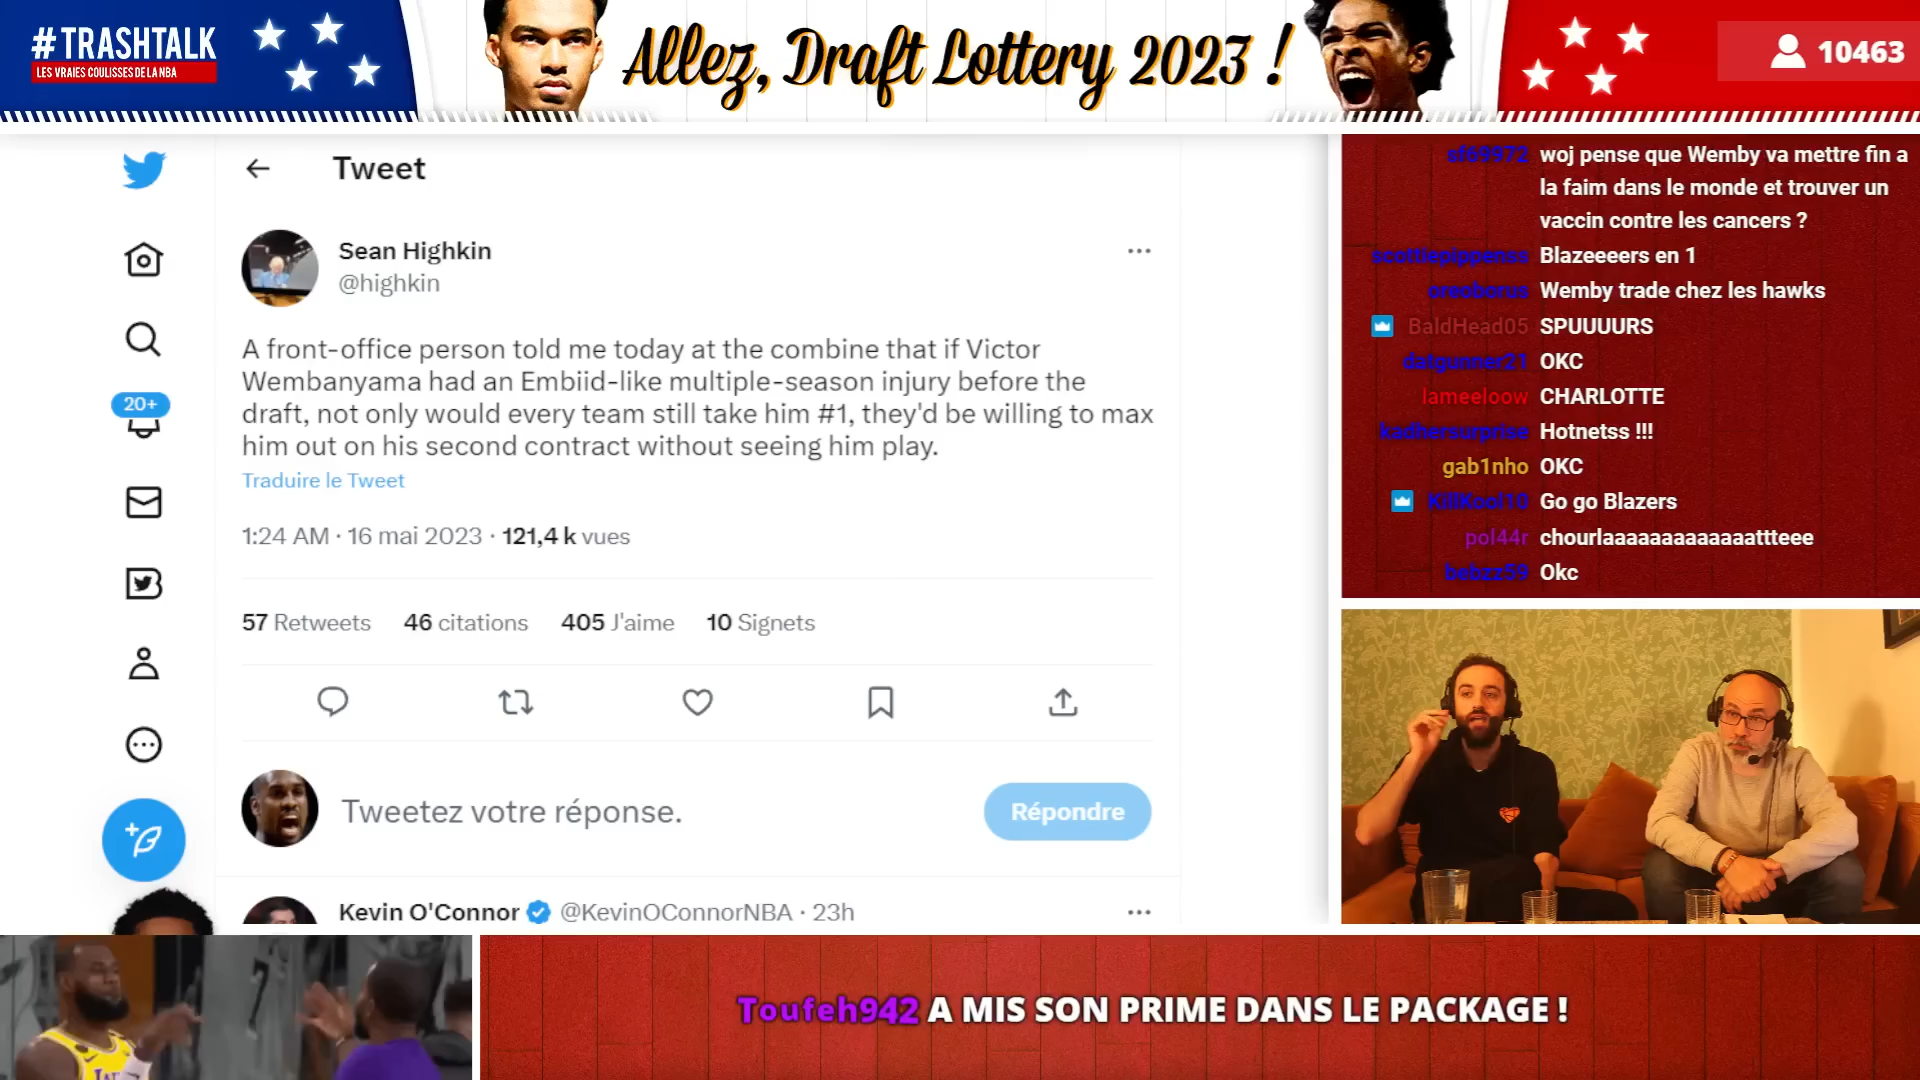 #TRASHTALK
LES VRAIES COULISSES DE LA NBA
Allez, Draft Lottery 2023 !
10463
Tweet
Sean Highkin
@highkin
A front-office person told me today at the combine that if Victor
Wembanyama had an Embiid-like multiple-season injury before the
draft, not only would every team still take him #1, they'd be willing to max
him out on his second contract without seeing him play.
Traduire le Tweet
1:24 AM · 16 mai 2023 · 121,4 k vues
57 Retweets 46 citations 405 J'aime 10 Signets
20+
Tweetez votre réponse.
Répondre
Kevin O'Connor @KevinOConnorNBA · 23h
sf69972 woj pense que Wemby va mettre fin a
la faim dans le monde et trouver un
vaccin contre les cancers ?
scottiepippenss Blazeeeers en 1
oreoborus Wemby trade chez les hawks
BaldHead05 SPUUUURS
datgunner21 OKC
lameeloow CHARLOTTE
kadhersurprise Hotnetss !!!
gab1nho OKC
KillKool10 Go go Blazers
pol44r chourlaaaaaaaaaaaaattteee
bebzz59 Okc
Toufeh942 A MIS SON PRIME DANS LE PACKAGE !